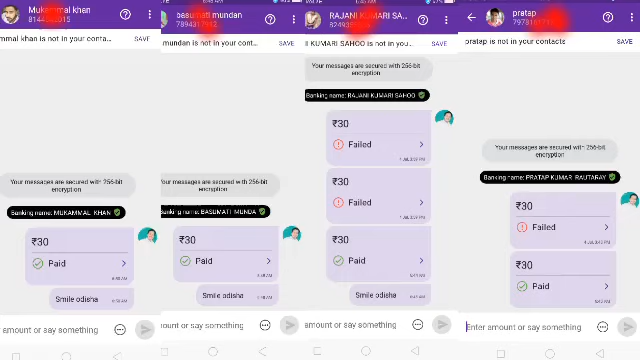 Mukammal khan
mmal khan is not in your conta... SAVE
Your messages are secured with 256-bit
encryption
Banking name: MUKAMMAL KHAN
₹30
Paid
Smile odisha
amount or say something
basumati mundan
mundan is not in your cont... SAVE
Your messages are secured with 256-bit
encryption
Banking name: BASUMATI MUNDA
₹30
Paid
Smile odisha
amount or say something
RAJANI KUMARI SA...
II KUMARI SAHOO is not in you... SAVE
Your messages are secured with 256-bit
encryption
Banking name: RAJANI KUMARI SAHOO
₹30
Failed
₹30
Failed
₹30
Paid
Smile odisha
amount or say something
pratap
pratap is not in your contacts SAVE
Your messages are secured with 256-bit
encryption
Banking name: PRATAP KUMAR RAUTARAY
₹30
Failed
₹30
Paid
Enter amount or say something